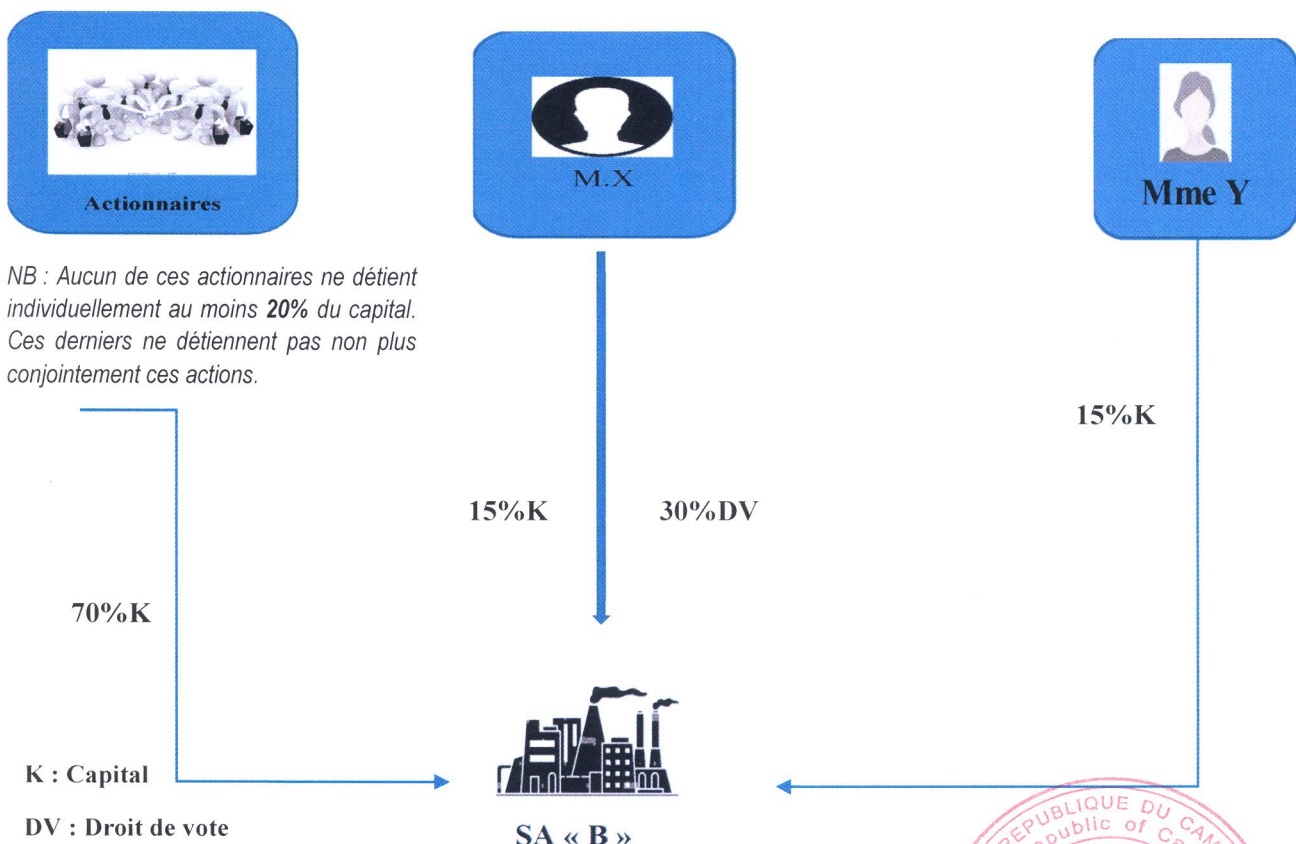 Actionnaires
M.X
Mme Y
NB : Aucun de ces actionnaires ne détient
individuellement au moins 20% du capital.
Ces derniers ne détiennent pas non plus
conjointement ces actions.
15%K
15%K
30%DV
70%K
K : Capital
DV : Droit de vote
SA « B »
REPUBLIQUE DU